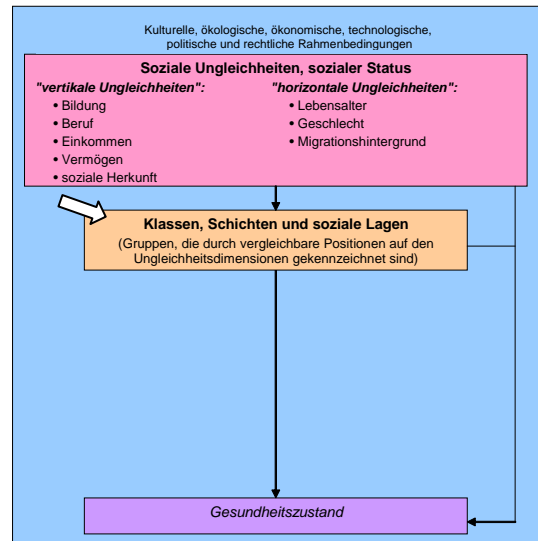 Kulturelle, ökologische, ökonomische, technologische,
politische und rechtliche Rahmenbedingungen
Soziale Ungleichheiten, sozialer Status
"vertikale Ungleichheiten":
• Bildung
• Beruf
• Einkommen
• Vermögen
• soziale Herkunft
"horizontale Ungleichheiten":
• Lebensalter
• Geschlecht
• Migrationshintergrund
Klassen, Schichten und soziale Lagen
(Gruppen, die durch vergleichbare Positionen auf den
Ungleichheitsdimensionen gekennzeichnet sind)
Gesundheitszustand